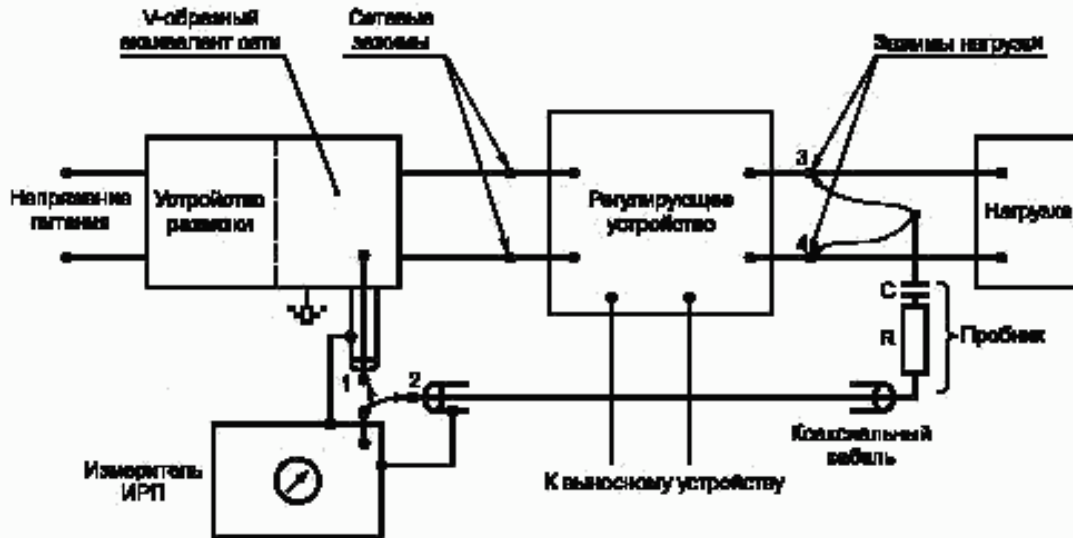 V-образный
эквивалент сети
Сетевые
зажимы
Зажимы нагрузки
Напряжение
питания
Устройство
развязки
Регулирующее
устройство
3
4
Нагрузка
C
R
Пробник
1
2
Коаксиальный
кабель
Измеритель
ИРП
К выносному устройству